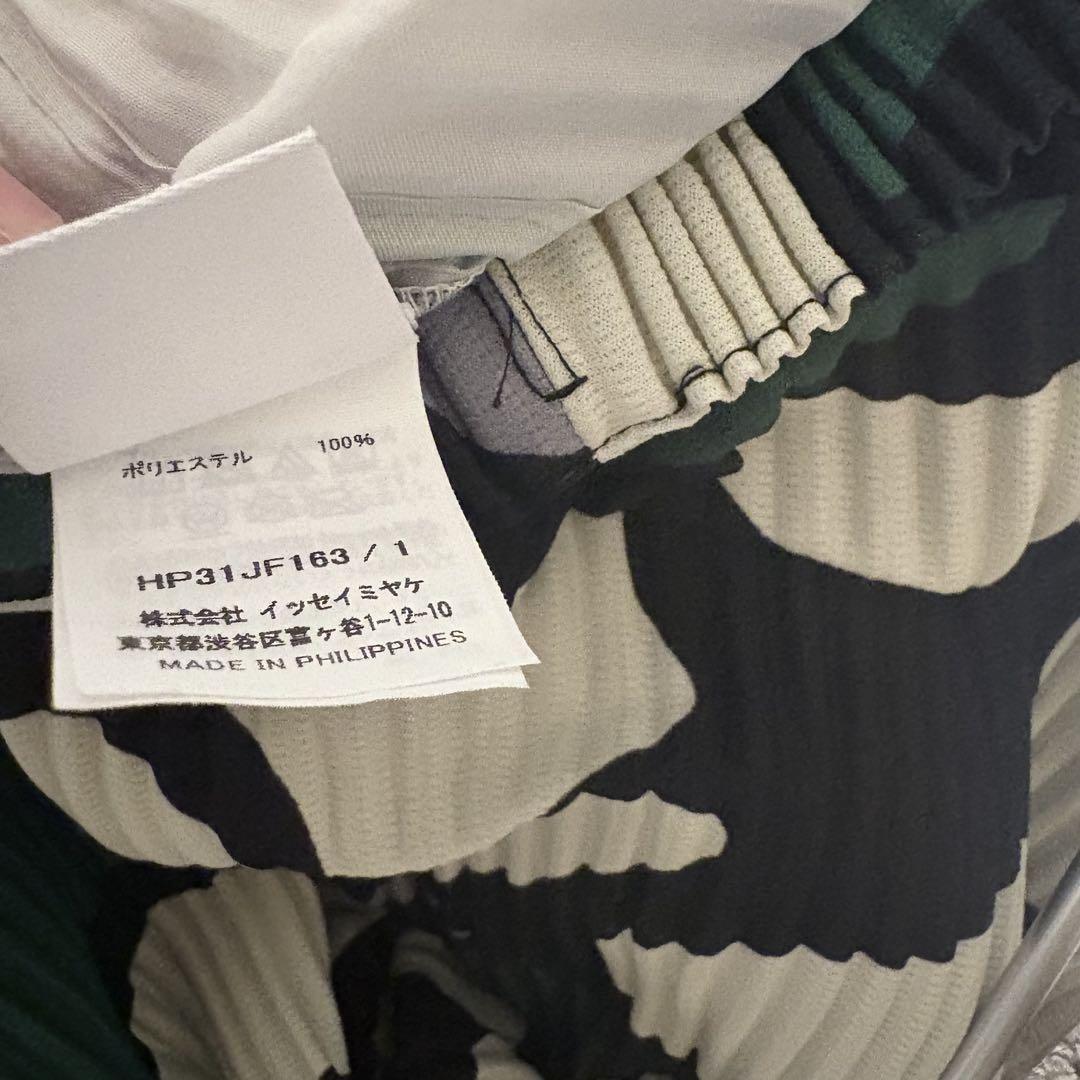 ポリエステル 100%
HP31JF163 / 1
株式会社 イッセイミヤケ
東京都渋谷区富ヶ谷1-12-10
MADE IN PHILIPPINES